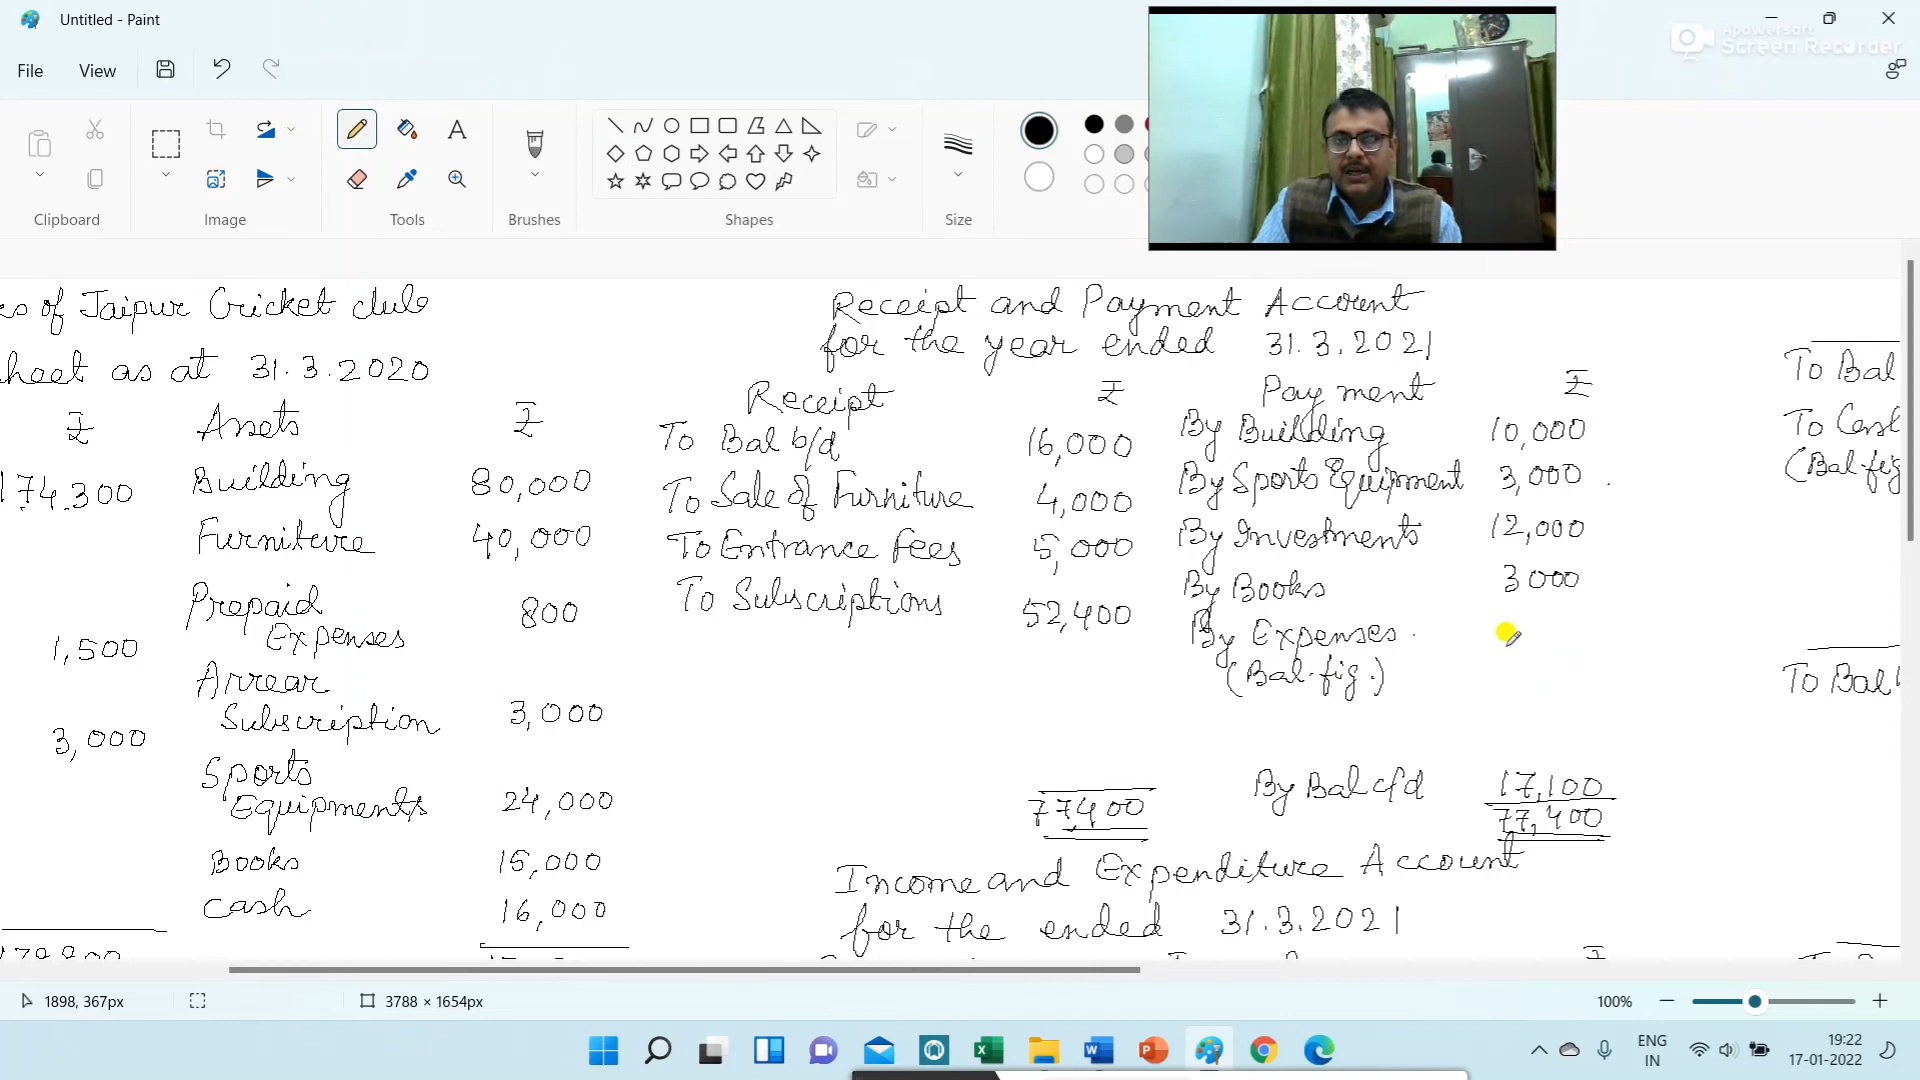 Untitled - Paint
Apowersoft
Screen Recorder
File
View
Clipboard
Image
Tools
Brushes
Shapes
Size
es of Jaipur Cricket club
sheet as at 31.3.2020
₹ Assets ₹
174,300 Building 80,000
Furniture 40,000
Prepaid
Expenses 800
1,500
Arrear
Subscription 3,000
3,000
Sports
Equipments 24,000
Books 15,000
Cash 16,000
Receipt and Payment Account
for the year ended 31.3.2021
Receipt ₹ Payment ₹
To Bal b/d 16,000 By Building 10,000
To Sale of Furniture 4,000 By Sports Equipment 3,000
To Entrance Fees 5,000 By Investments 12,000
To Subscriptions 52,400 By Books 3000
By Expenses
(Bal.fig.)
By Bal c/d 17,100
77,400 77,400
Income and Expenditure Account
for the ended 31.3.2021
₹
To Bal
To Cash
(Bal.fig
To Bal
1898, 367px
3788 × 1654px
100%
ENG
IN
19:22
17-01-2022